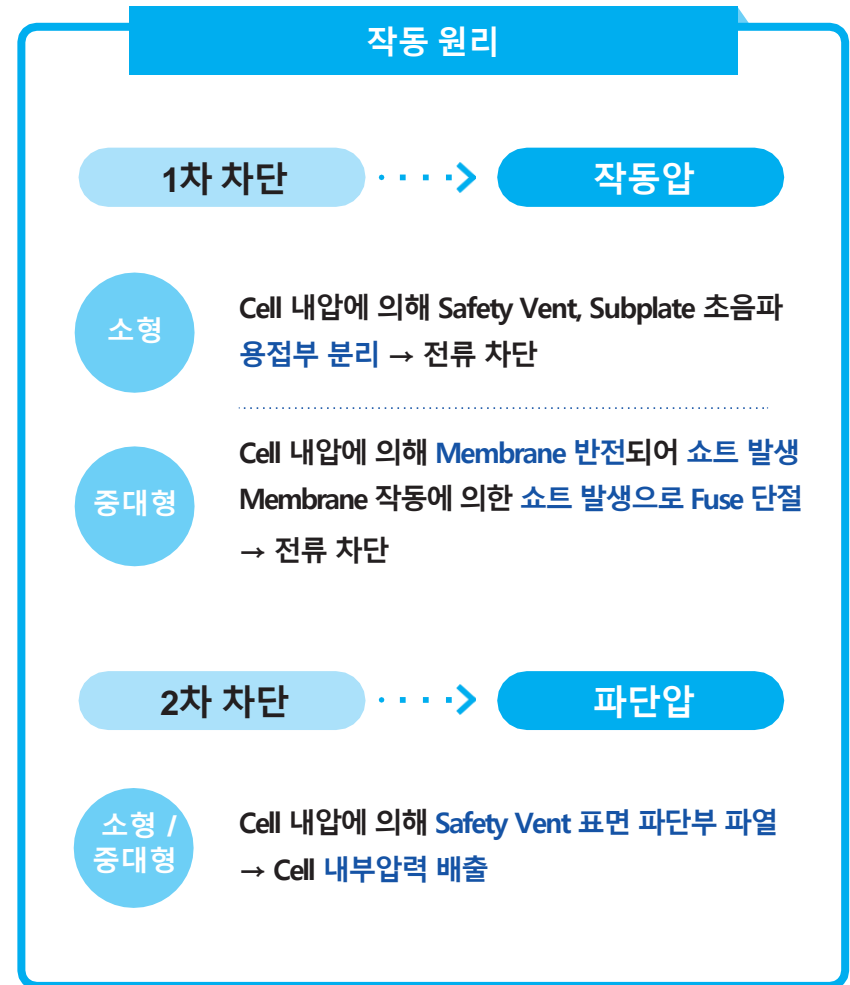 작동 원리
1차 차단
작동압
소형
Cell 내압에 의해 Safety Vent, Subplate 초음파
용접부 분리 → 전류 차단
중대형
Cell 내압에 의해 Membrane 반전되어 쇼트 발생
Membrane 작동에 의한 쇼트 발생으로 Fuse 단절
→ 전류 차단
2차 차단
파단압
소형 /
중대형
Cell 내압에 의해 Safety Vent 표면 파단부 파열
→ Cell 내부압력 배출